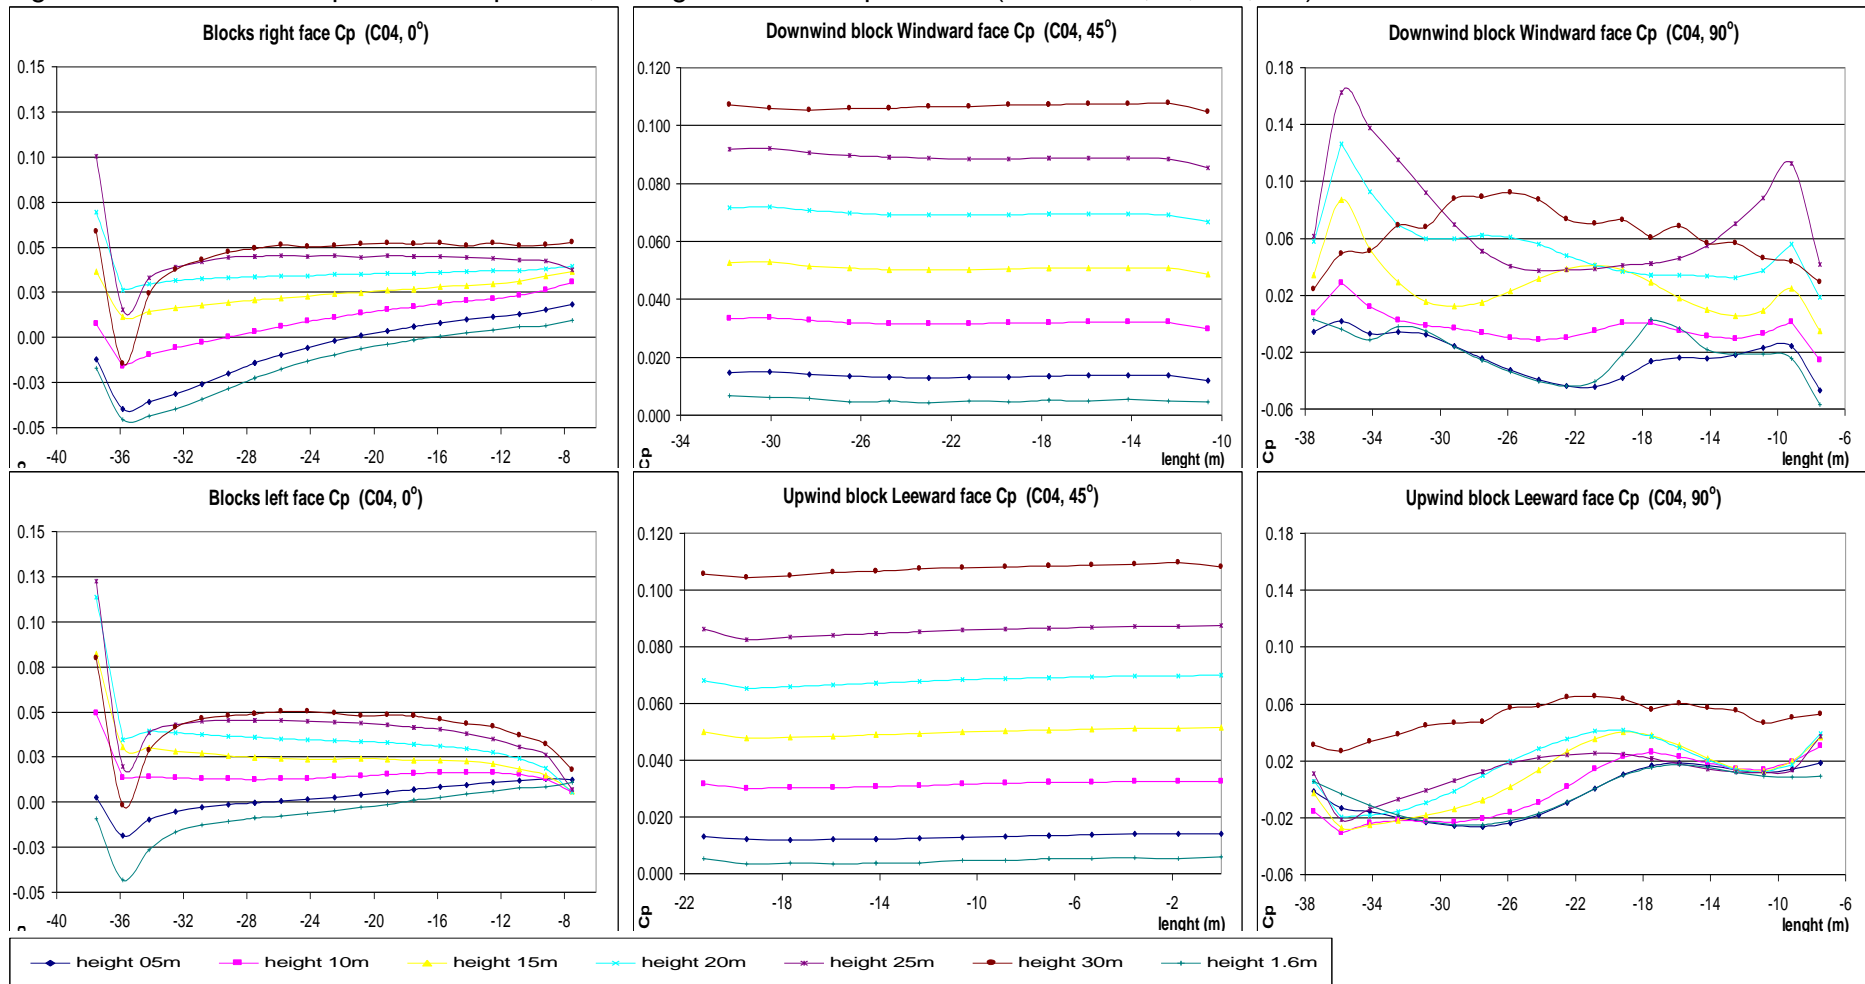 Blocks right face Cp (C04, 0°)
0.15
0.13
0.10
0.08
0.05
0.03
0.00
-0.03
-0.05
-40 -36 -32 -28 -24 -20 -16 -12 -8
Downwind block Windward face Cp (C04, 45°)
0.120
0.100
0.080
0.060
0.040
0.020
0.000
-34 -30 -26 -22 -18 -14 -10
Cp
lenght (m)
Downwind block Windward face Cp (C04, 90°)
0.18
0.14
0.10
0.06
0.02
-0.02
-0.06
-38 -34 -30 -26 -22 -18 -14 -10 -6
Cp
lenght (m)
Blocks left face Cp (C04, 0°)
0.15
0.13
0.10
0.08
0.05
0.03
0.00
-0.03
-0.05
-40 -36 -32 -28 -24 -20 -16 -12 -8
Upwind block Leeward face Cp (C04, 45°)
0.120
0.100
0.080
0.060
0.040
0.020
0.000
-22 -18 -14 -10 -6 -2
Cp
lenght (m)
Upwind block Leeward face Cp (C04, 90°)
0.18
0.14
0.10
0.06
0.02
-0.02
-0.06
-38 -34 -30 -26 -22 -18 -14 -10 -6
Cp
lenght (m)
height 05m height 10m height 15m height 20m height 25m height 30m height 1.6m